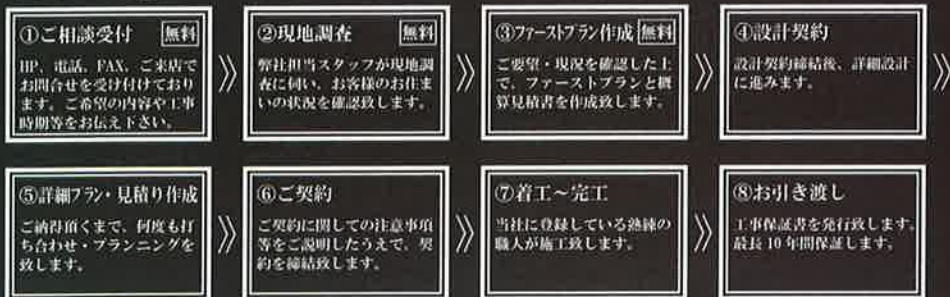 ①ご相談受付 無料
HP、電話、FAX、ご来店で
お問合せを受け付けており
ます。ご希望の内容や工事
時期等をお伝え下さい。
》
②現地調査 無料
弊社担当スタッフが現地調
査に伺い、お客様のお住ま
いの状況を確認致します。
》
③ファーストプラン作成 無料
ご要望・現況を確認した上
で、ファーストプランと概
算見積書を作成致します。
》
④設計契約
設計契約締結後、詳細設計
に進みます。
》
⑤詳細プラン・見積り作成
ご納得頂くまで、何度も打
ち合わせ・プランニングを
致します。
》
⑥ご契約
ご契約に関しての注意事項
等をご説明したうえで、契
約を締結致します。
》
⑦着工～完工
当社に登録している熟練の
職人が施工致します。
》
⑧お引き渡し
工事保証書を発行致します。
最長10年間保証します。